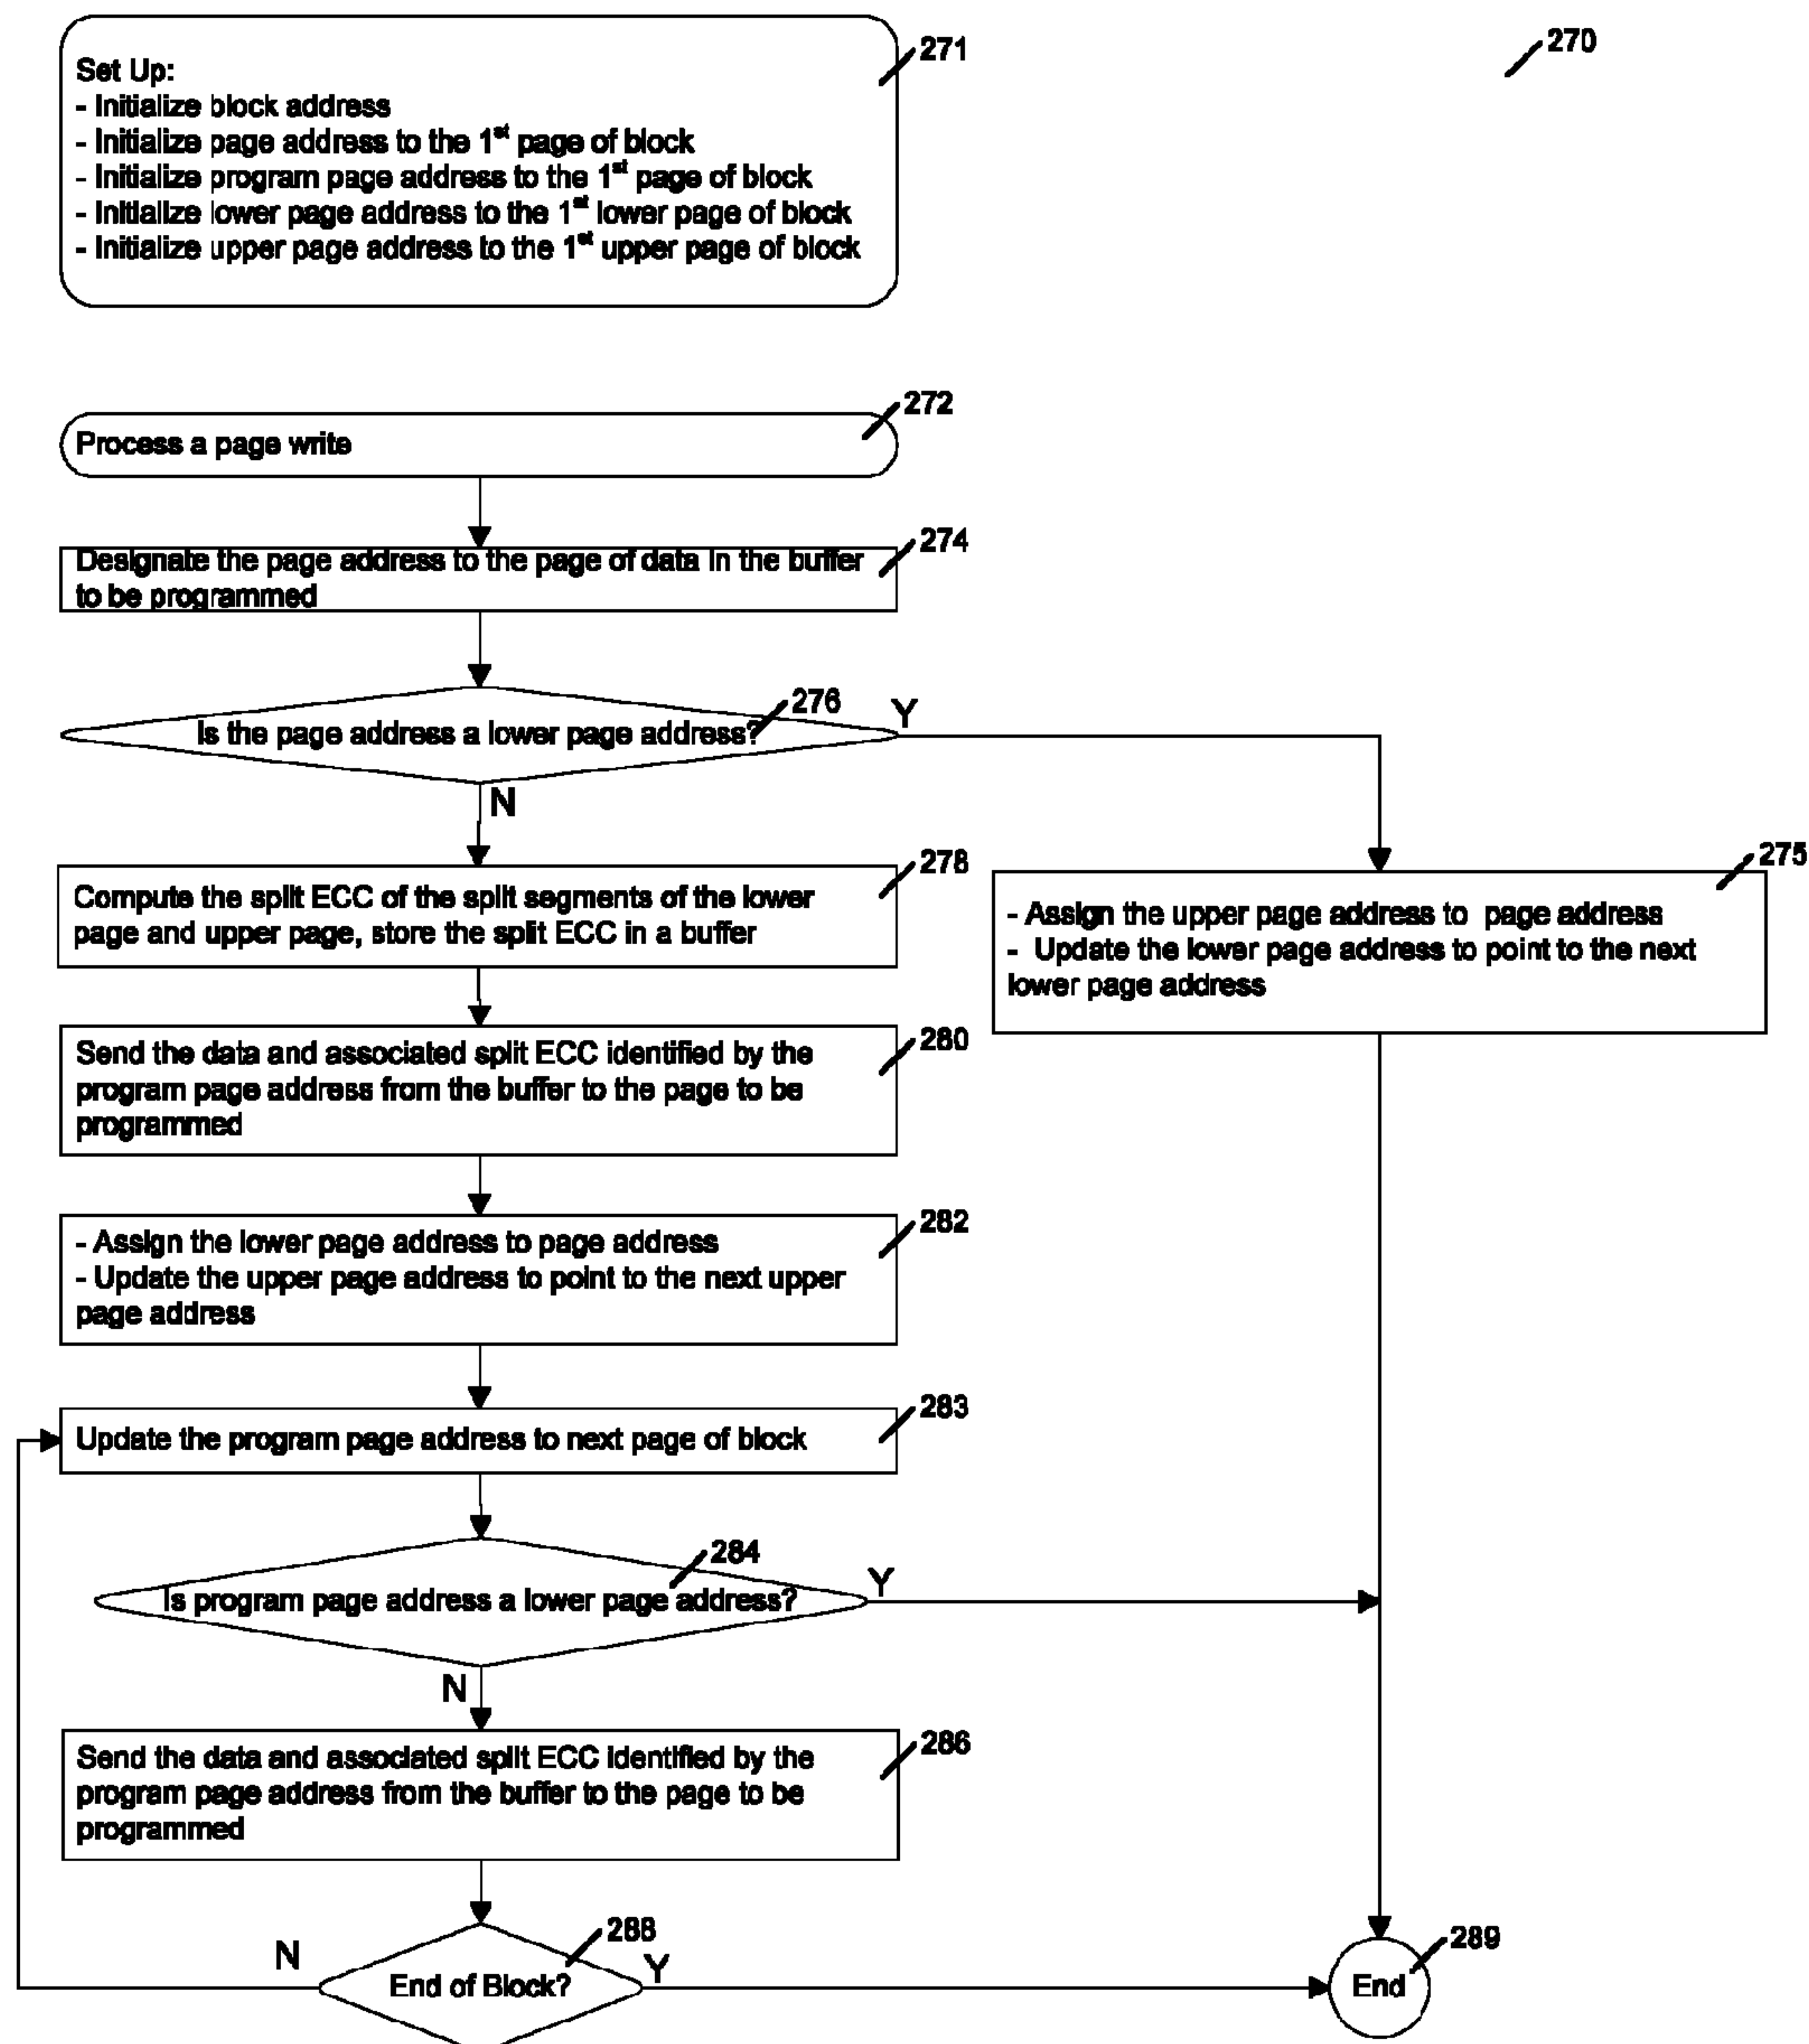 270
271
Set Up:
- Initialize block address
- Initialize page address to the 1st page of block
- Initialize program page address to the 1st page of block
- Initialize lower page address to the 1st lower page of block
- Initialize upper page address to the 1st upper page of block
272
Process a page write
274
Designate the page address to the page of data in the buffer
to be programmed
276
Is the page address a lower page address?
Y
N
278
Compute the split ECC of the split segments of the lower
page and upper page, store the split ECC in a buffer
275
- Assign the upper page address to page address
- Update the lower page address to point to the next
lower page address
280
Send the data and associated split ECC identified by the
program page address from the buffer to the page to be
programmed
282
- Assign the lower page address to page address
- Update the upper page address to point to the next upper
page address
283
Update the program page address to next page of block
284
Is program page address a lower page address?
Y
N
286
Send the data and associated split ECC identified by the
program page address from the buffer to the page to be
programmed
288
End of Block?
N
Y
289
End